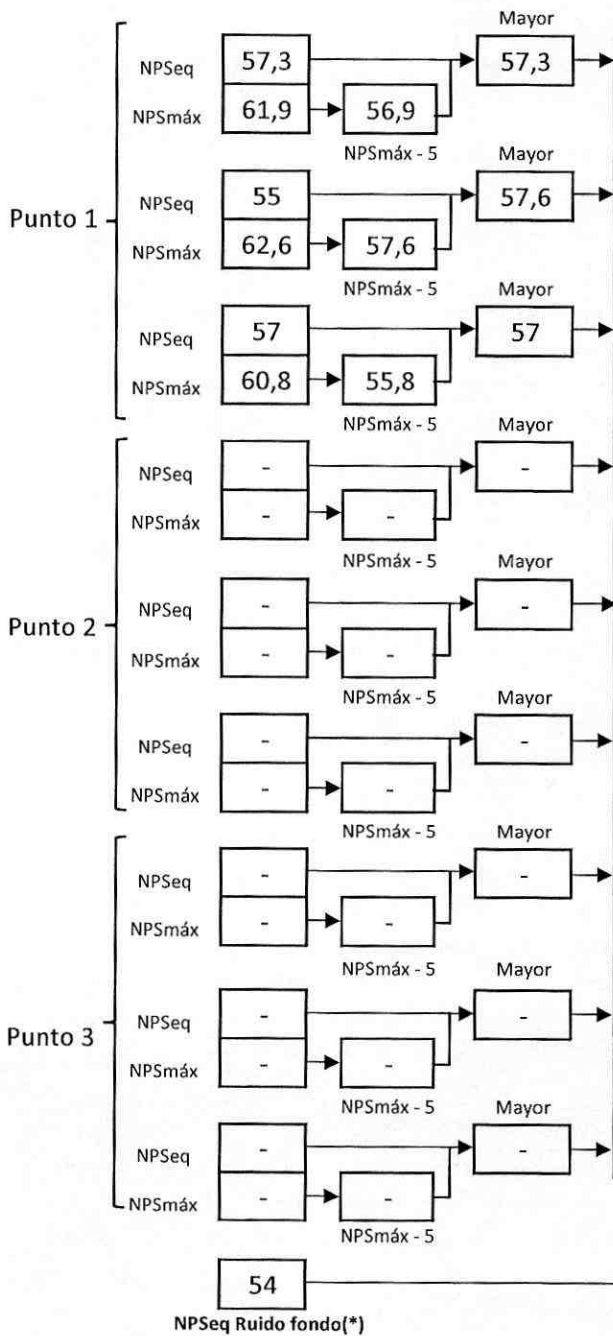 Mayor
NPSeq 57,3 57,3
NPSmáx 61,9 56,9
NPSmáx - 5
Mayor
NPSeq 55 57,6
Punto 1
NPSmáx 62,6 57,6
NPSmáx - 5
Mayor
NPSeq 57 57
NPSmáx 60,8 55,8
NPSmáx - 5
Mayor
NPSeq - -
NPSmáx - -
NPSmáx - 5
Mayor
NPSeq - -
Punto 2
NPSmáx - -
NPSmáx - 5
Mayor
NPSeq - -
NPSmáx - -
NPSmáx - 5
Mayor
NPSeq - -
NPSmáx - -
NPSmáx - 5
Mayor
NPSeq - -
Punto 3
NPSmáx - -
NPSmáx - 5
Mayor
NPSeq - -
NPSmáx - -
NPSmáx - 5
54
NPSeq Ruido fondo(*)